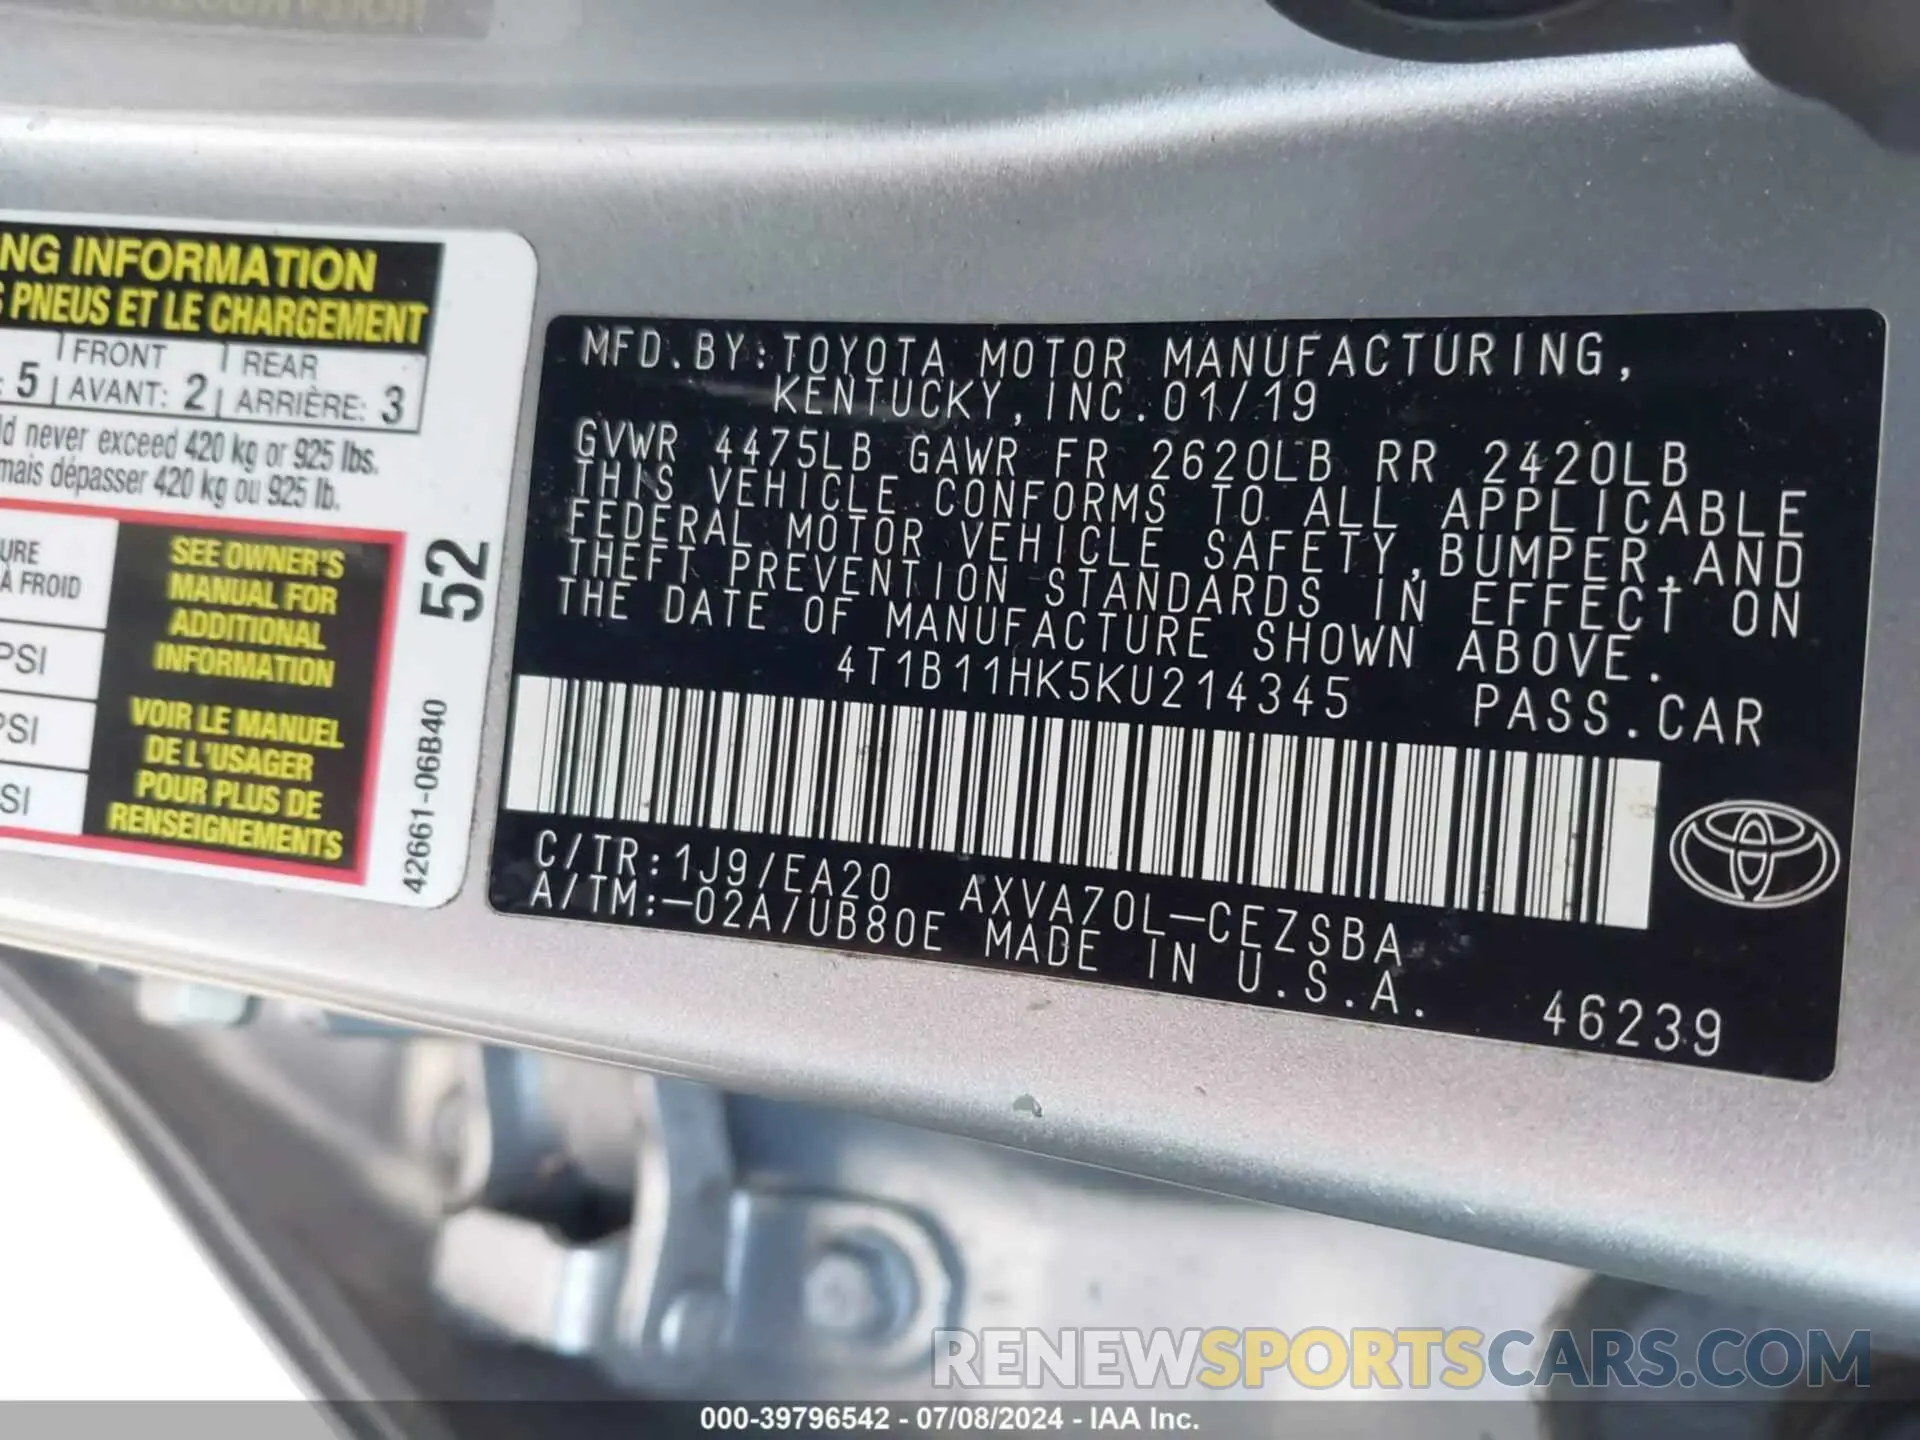 NG INFORMATION
PNEUS ET LE CHARGEMENT
FRONT REAR
5 AVANT: 2 ARRIÈRE: 3
never exceed 420 kg or 925 lbs.
mais dépasser 420 kg ou 925 lb.
URE
À FROID
PSI
PSI
SI
SEE OWNER'S
MANUAL FOR
ADDITIONAL
INFORMATION
VOIR LE MANUEL
DE L'USAGER
POUR PLUS DE
RENSEIGNEMENTS
52
42661-06B40
MFD.BY:TOYOTA MOTOR MANUFACTURING,
KENTUCKY,INC.01/19
GVWR 4475LB GAWR FR 2620LB RR 2420LB
THIS VEHICLE CONFORMS TO ALL APPLICABLE
FEDERAL MOTOR VEHICLE SAFETY,BUMPER,AND
THEFT PREVENTION STANDARDS IN EFFECT ON
THE DATE OF MANUFACTURE SHOWN ABOVE.
4T1B11HK5KU214345 PASS.CAR
C/TR:1J9/EA20 AXVA70L-CEZSBA
A/TM:-02A/UB80E MADE IN U.S.A.
46239
RENEWSPORTSCARS.COM
000-39796542 - 07/08/2024 - IAA Inc.